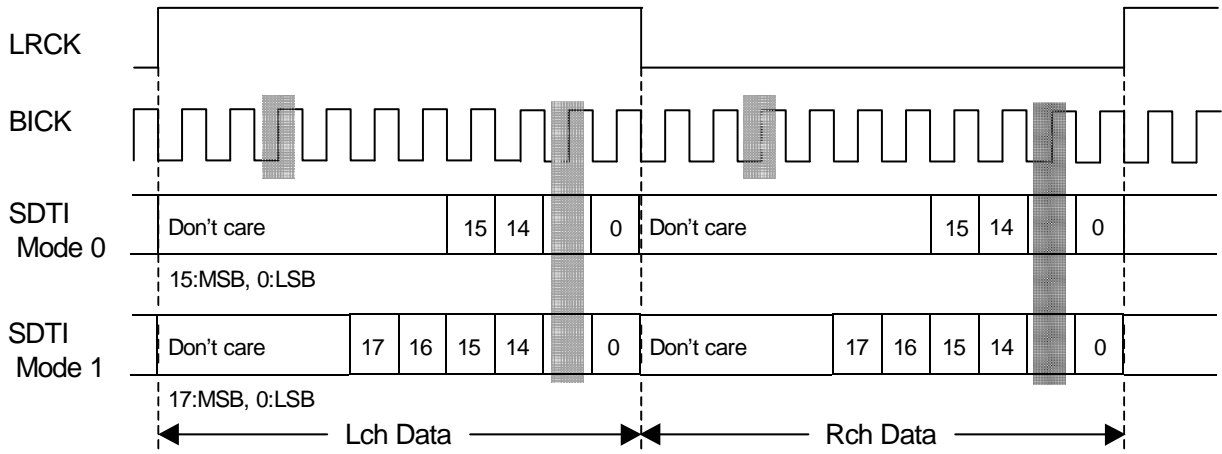 LRCK
BICK
SDTI
Mode 0
Don't care 15 14 0 Don't care 15 14 0
15:MSB, 0:LSB
SDTI
Mode 1
Don't care 17 16 15 14 0 Don't care 17 16 15 14 0
17:MSB, 0:LSB
Lch Data Rch Data